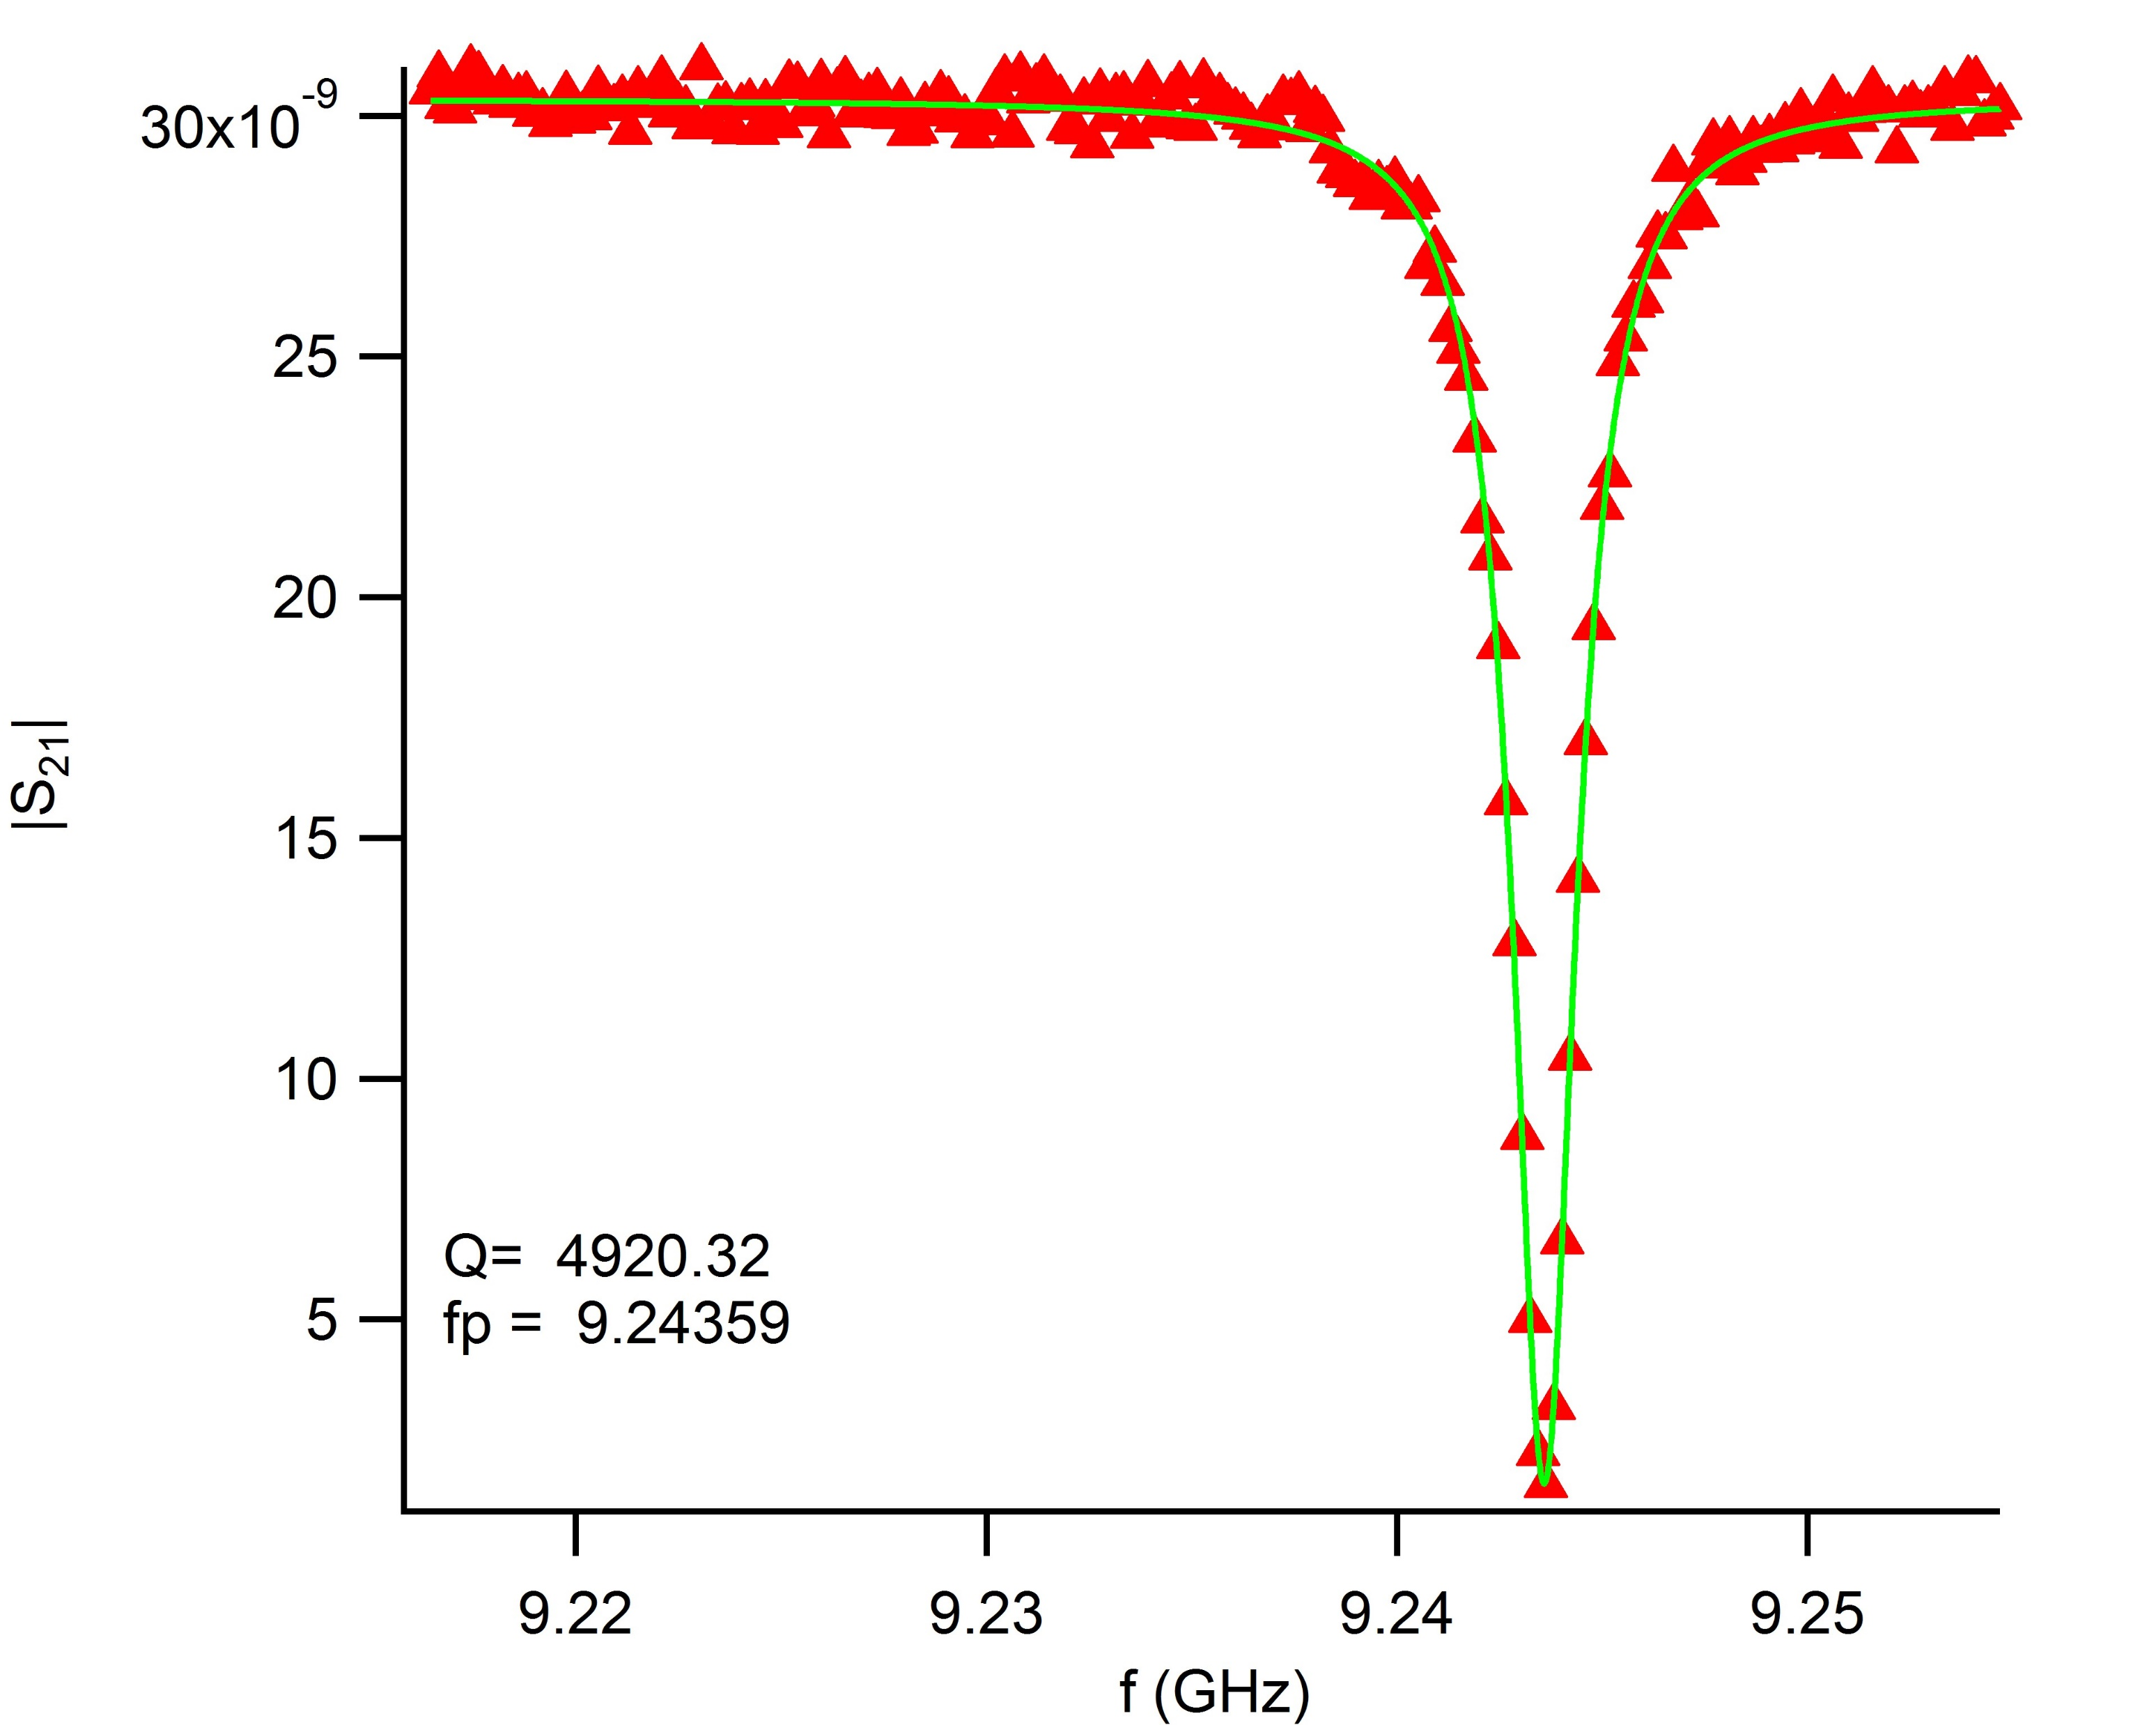 30x10^-9
25
20
15
10
5
|S21|
Q= 4920.32
fp = 9.24359
9.22 9.23 9.24 9.25
f (GHz)